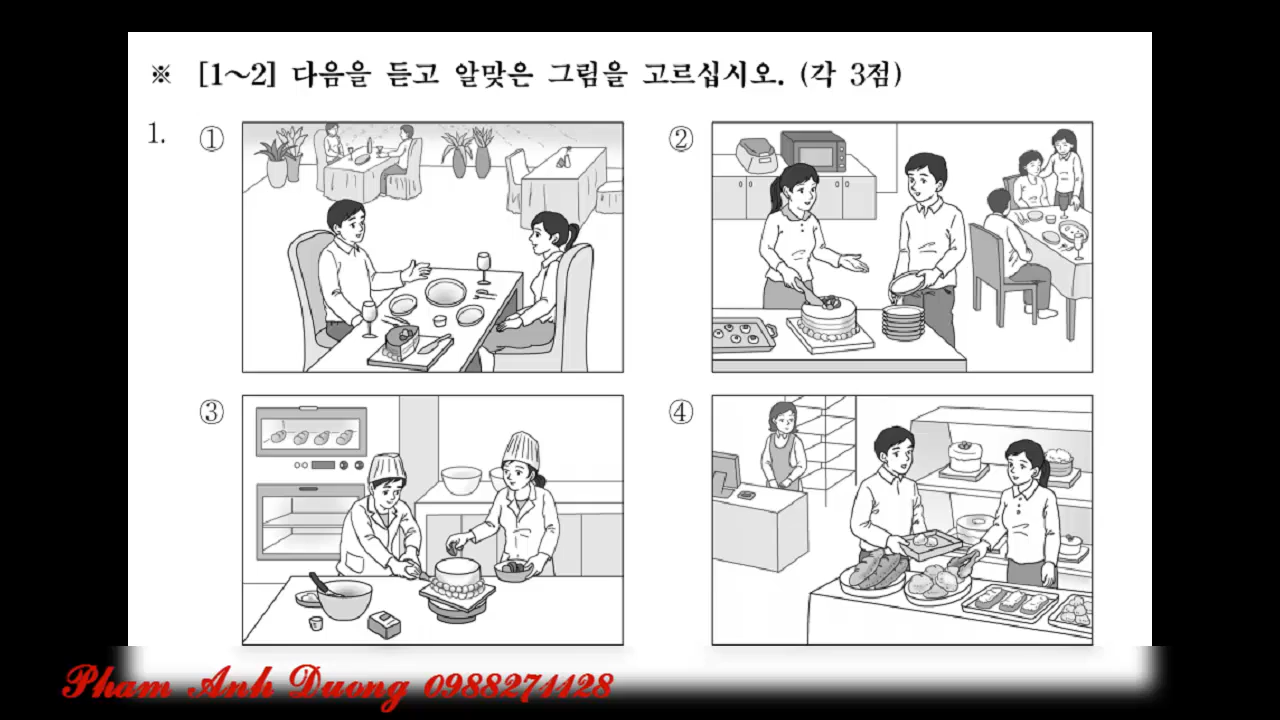 ※ [1~2] 다음을 듣고 알맞은 그림을 고르십시오. (각 3점)
1. ① ②
③ ④
Pham Anh Duong 0988271128